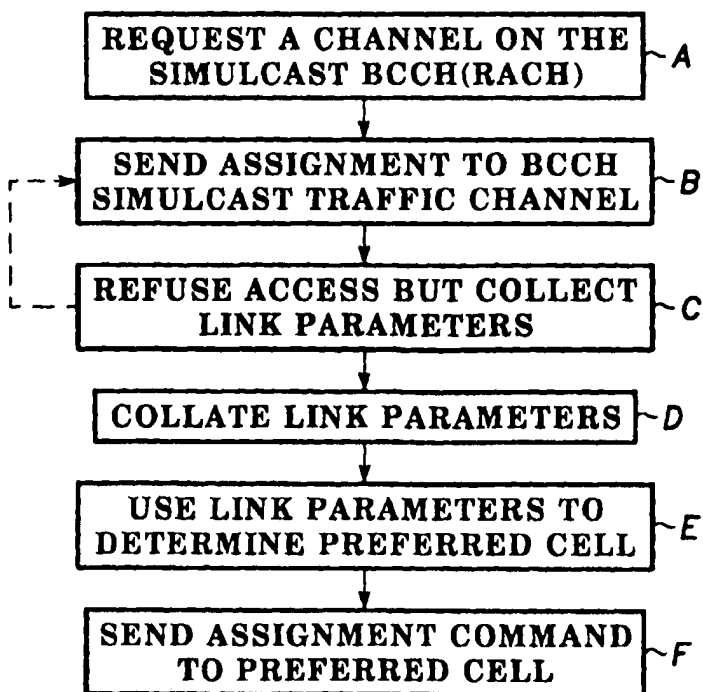 REQUEST A CHANNEL ON THE
SIMULCAST BCCH(RACH)
A
SEND ASSIGNMENT TO BCCH
SIMULCAST TRAFFIC CHANNEL
B
REFUSE ACCESS BUT COLLECT
LINK PARAMETERS
C
COLLATE LINK PARAMETERS
D
USE LINK PARAMETERS TO
DETERMINE PREFERRED CELL
E
SEND ASSIGNMENT COMMAND
TO PREFERRED CELL
F